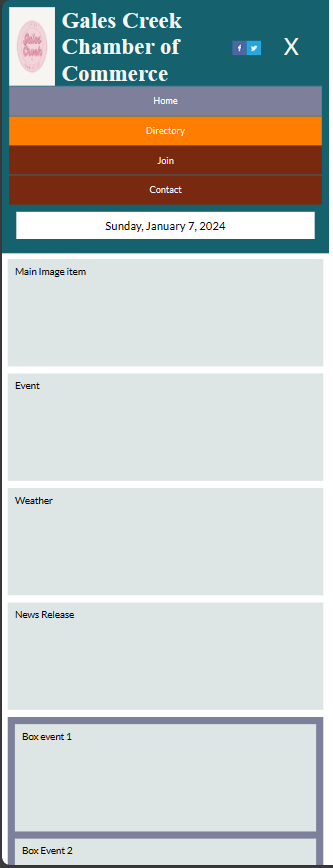 Gales Creek
Gales Creek
Chamber of
Commerce
X
Home
Directory
Join
Contact
Sunday, January 7, 2024
Main Image item
Event
Weather
News Release
Box event 1
Box Event 2